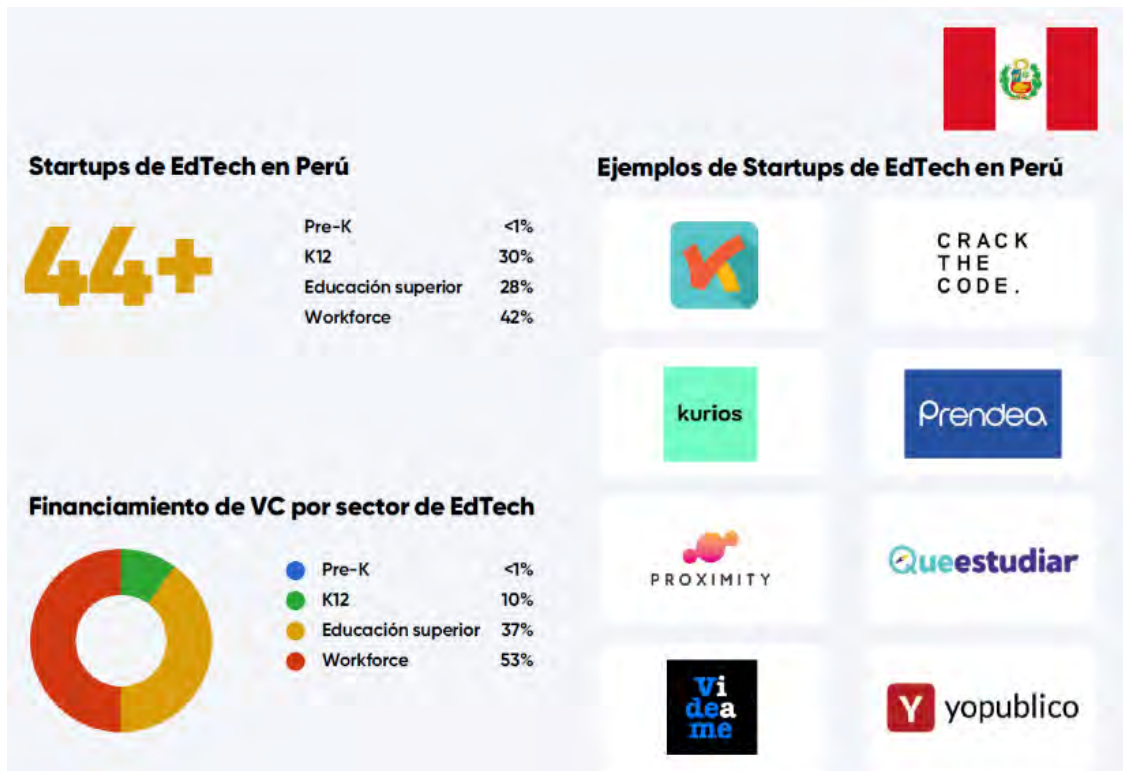 Startups de EdTech en Perú
44+
Pre-K <1%
K12 30%
Educación superior 28%
Workforce 42%
Financiamiento de VC por sector de EdTech
Pre-K <1%
K12 10%
Educación superior 37%
Workforce 53%
Ejemplos de Startups de EdTech en Perú
CRACK
THE
CODE.
kurios
Prendea
PROXIMITY
Queestudiar
Vi
dea
me
Y yopublico